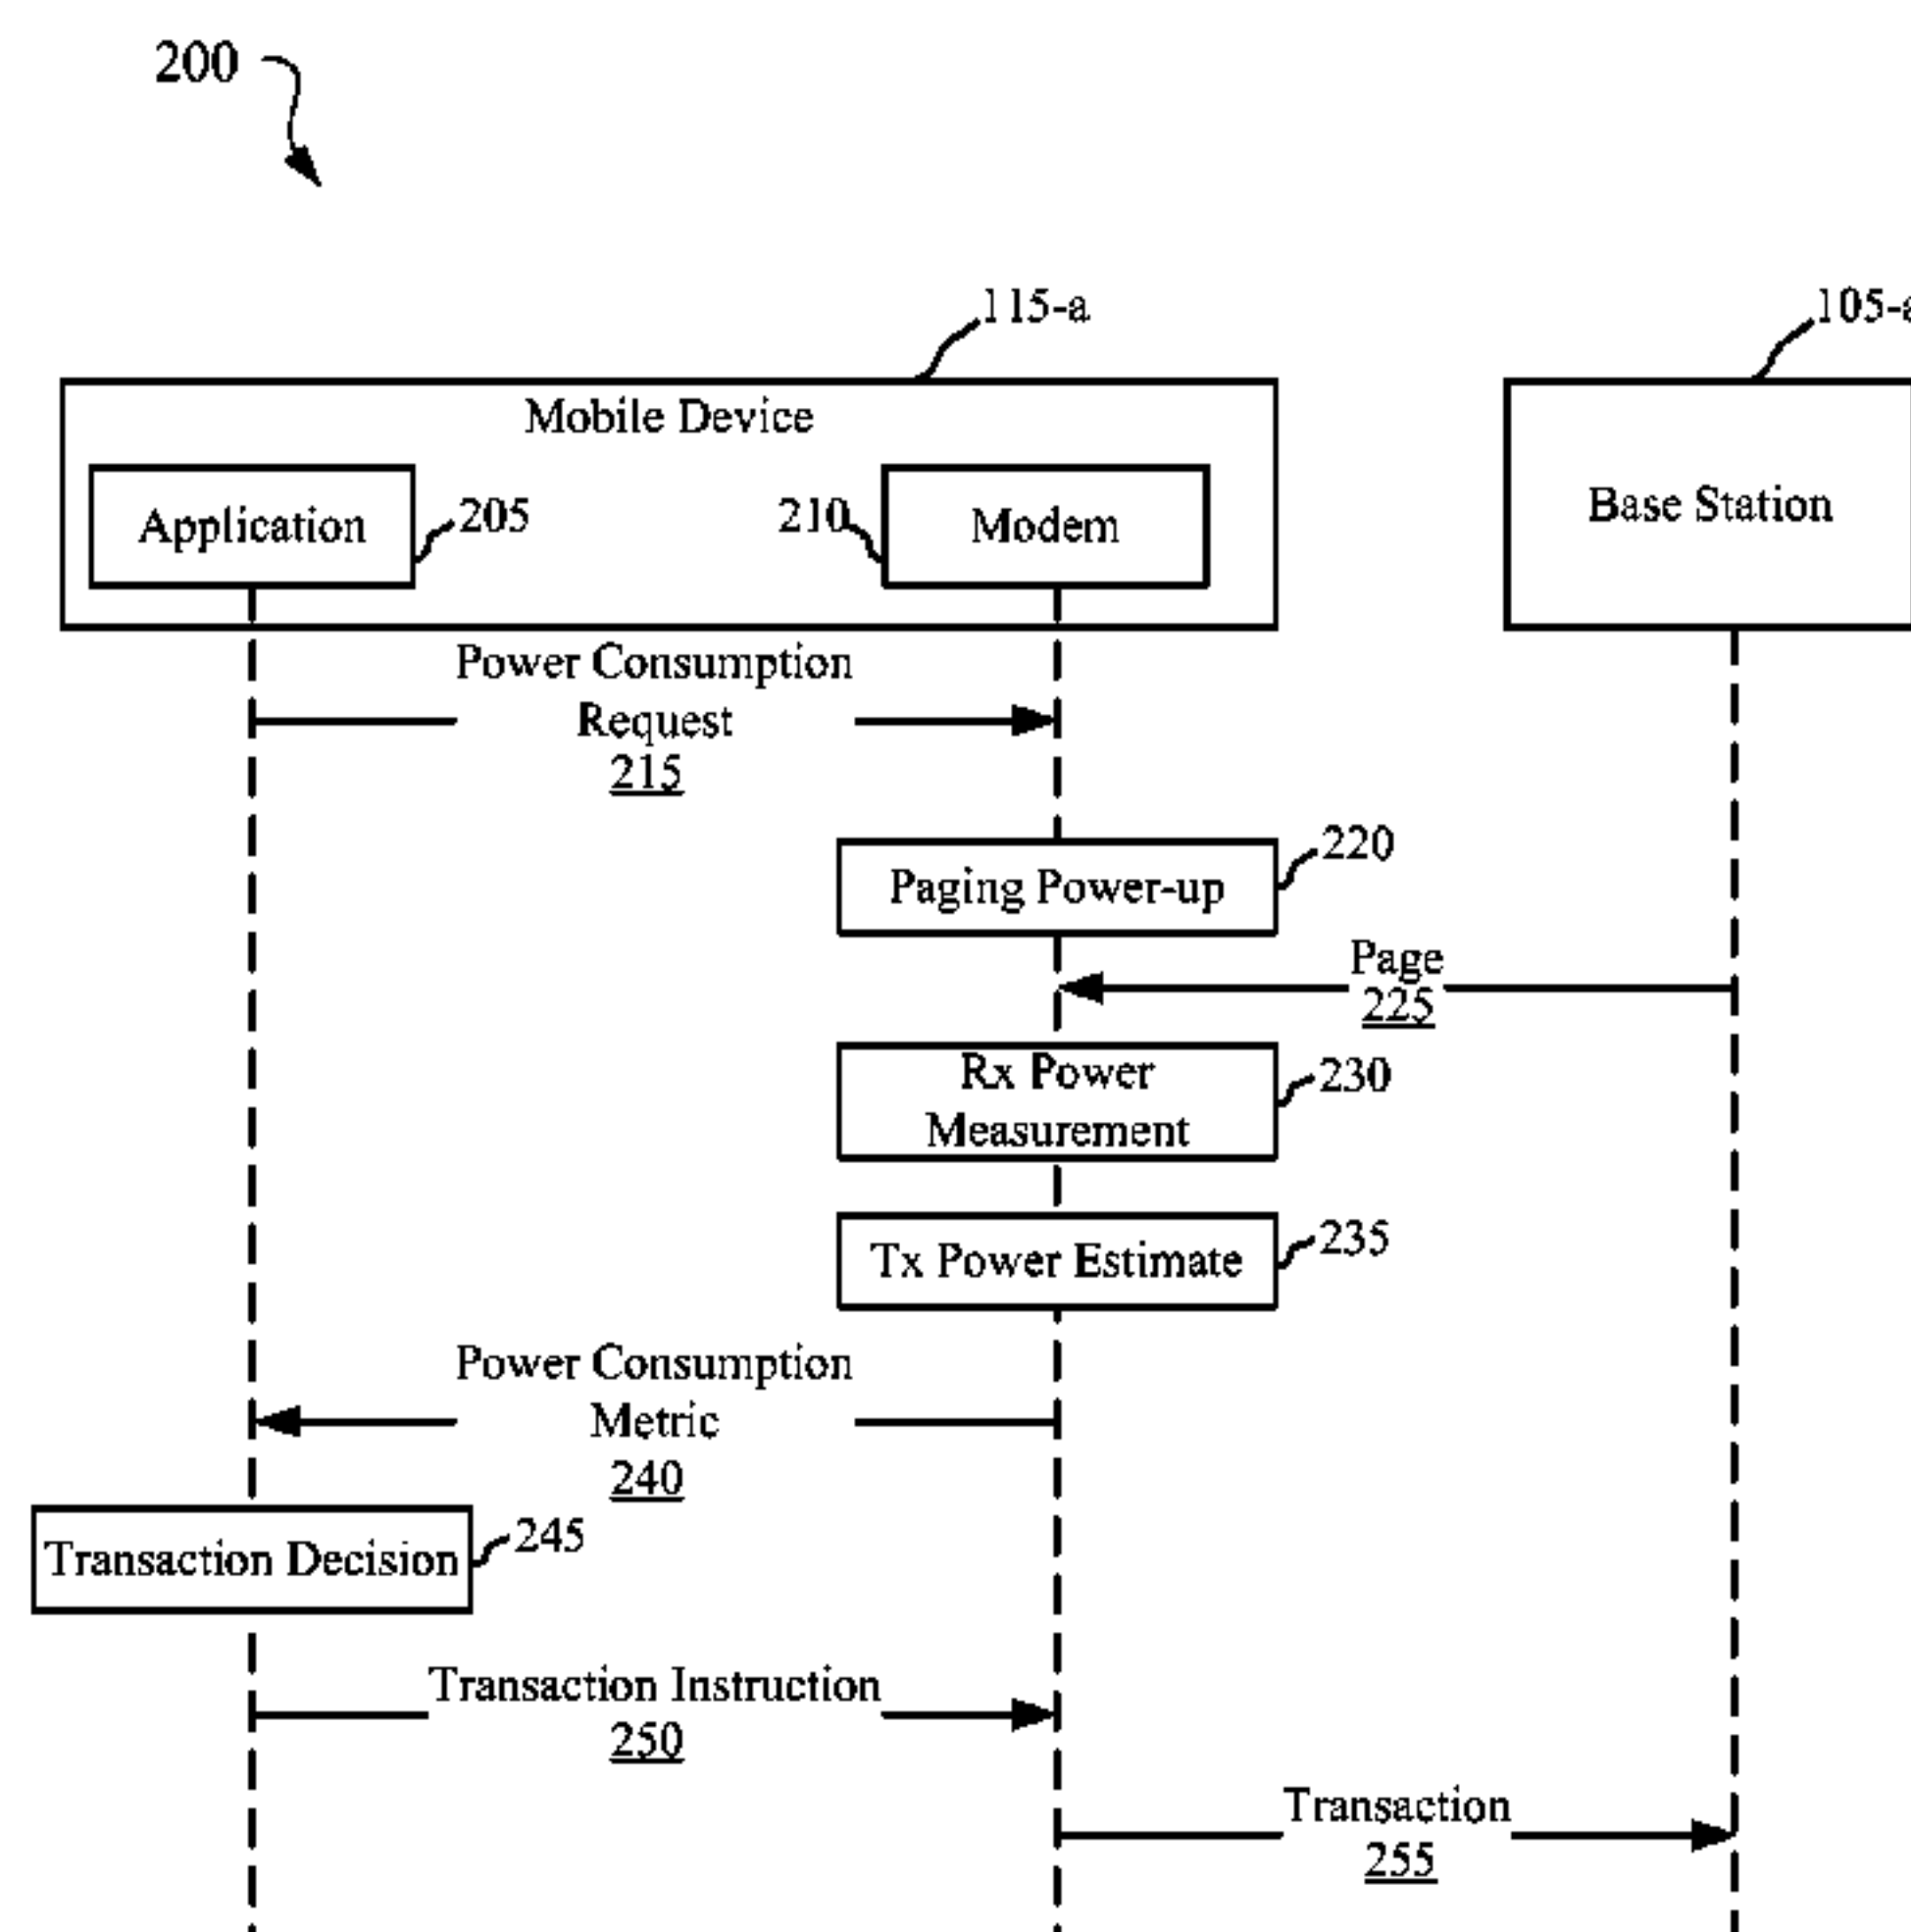 200
115-a
105-a
Mobile Device
Application
205
210
Modem
Base Station
Power Consumption
Request
215
Paging Power-up
220
Page
225
Rx Power
Measurement
230
Tx Power Estimate
235
Power Consumption
Metric
240
Transaction Decision
245
Transaction Instruction
250
Transaction
255